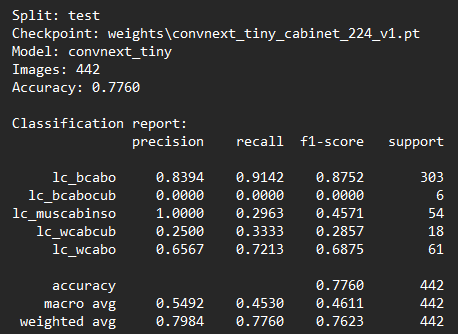 Split: test
Checkpoint: weights\convnext_tiny_cabinet_224_v1.pt
Model: convnext_tiny
Images: 442
Accuracy: 0.7760
Classification report:
precision recall f1-score support
lc_bcabo 0.8394 0.9142 0.8752 303
lc_bcabocub 0.0000 0.0000 0.0000 6
lc_muscabinso 1.0000 0.2963 0.4571 54
lc_wcabcub 0.2500 0.3333 0.2857 18
lc_wcabo 0.6567 0.7213 0.6875 61
accuracy 0.7760 442
macro avg 0.5492 0.4530 0.4611 442
weighted avg 0.7984 0.7760 0.7623 442